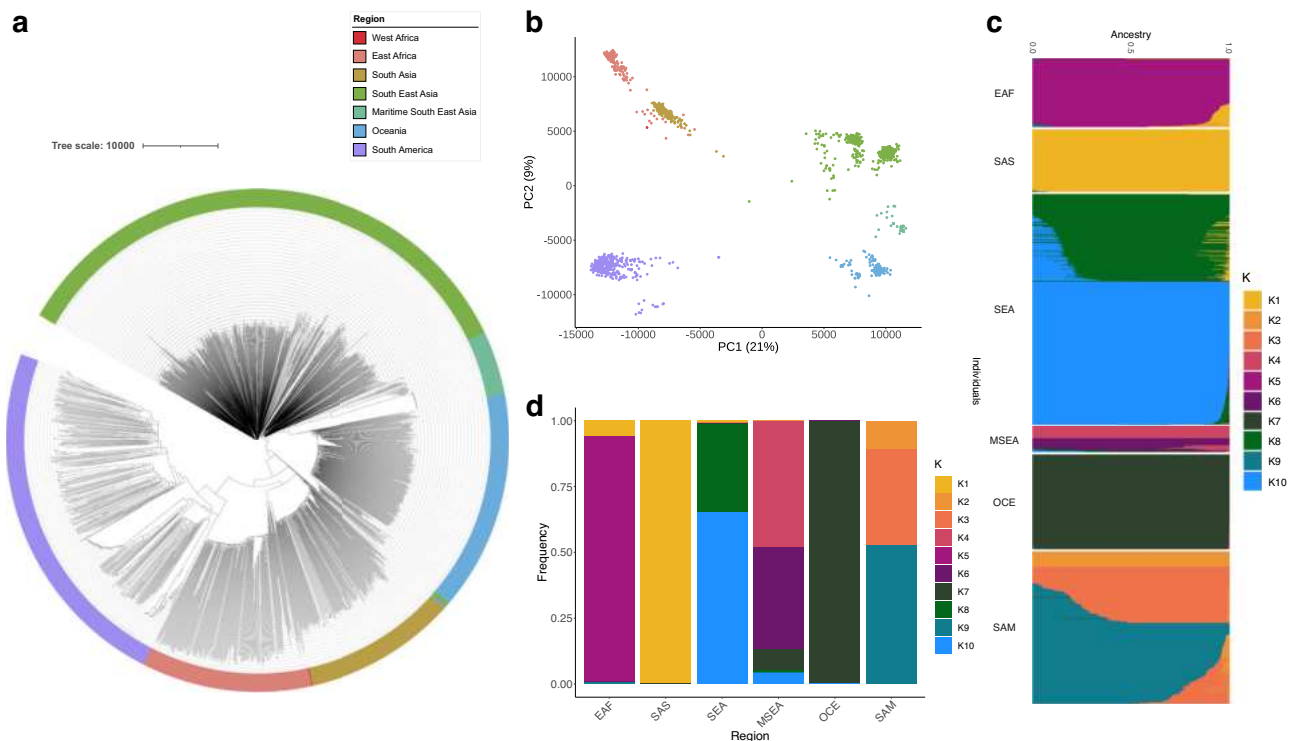 a
Region
West Africa
East Africa
South Asia
South East Asia
Maritime South East Asia
Oceania
South America
Tree scale: 10000
b
10000
5000
0
-5000
-10000
-15000 -10000 -5000 0 5000 10000
PC1 (21%)
PC2 (9%)
c
Ancestry
0.0 0.5 1.0
EAF
SAS
SEA
MSEA
OCE
SAM
Individuals
K
K1
K2
K3
K4
K5
K6
K7
K8
K9
K10
d
1.00
0.75
0.50
0.25
0.00
Frequency
EAF SAS SEA MSEA OCE SAM
Region
K
K1
K2
K3
K4
K5
K6
K7
K8
K9
K10